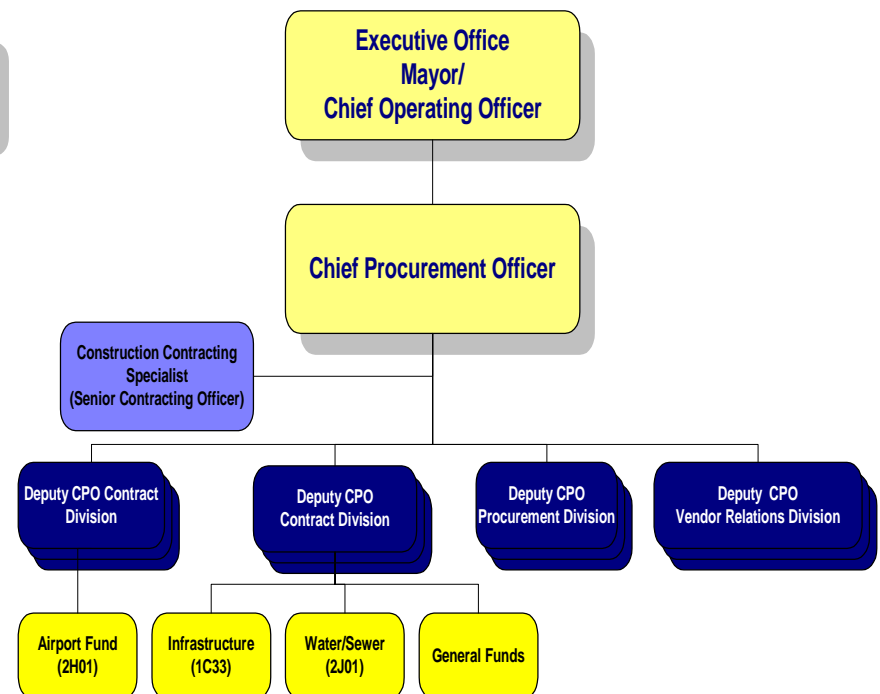 Executive Office
Mayor/
Chief Operating Officer
Chief Procurement Officer
Construction Contracting
Specialist
(Senior Contracting Officer)
Deputy CPO Contract
Division
Deputy CPO
Contract Division
Deputy CPO
Procurement Division
Deputy CPO
Vendor Relations Division
Airport Fund
(2H01)
Infrastructure
(1C33)
Water/Sewer
(2J01)
General Funds